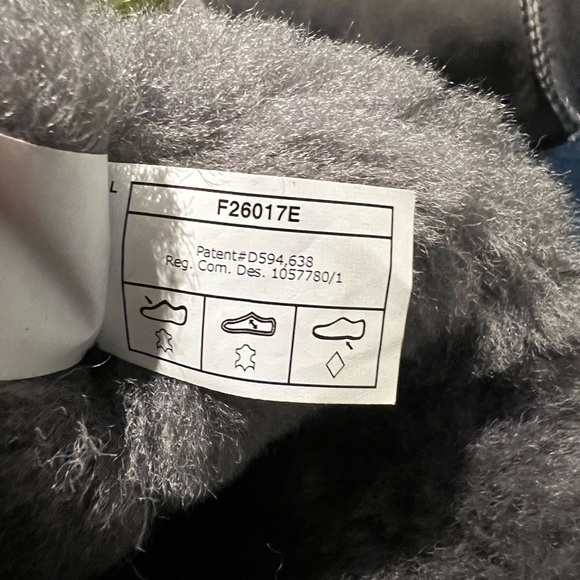 L
F26017E
Patent#D594,638
Reg. Com. Des. 1057780/1